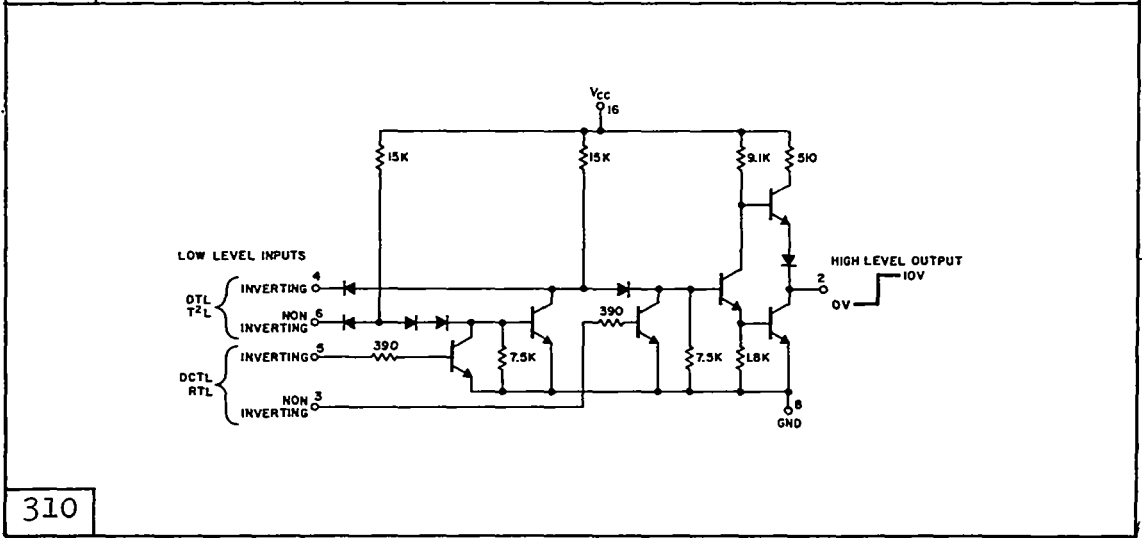 VCC
16
15K
15K
9.1K
510
LOW LEVEL INPUTS
HIGH LEVEL OUTPUT
DTL
T²L
INVERTING 4
NON 6
INVERTING
2
10V
0V
390
390
7.5K
7.5K
1.8K
DCTL
RTL
INVERTING 5
NON 3
INVERTING
8
GND
310